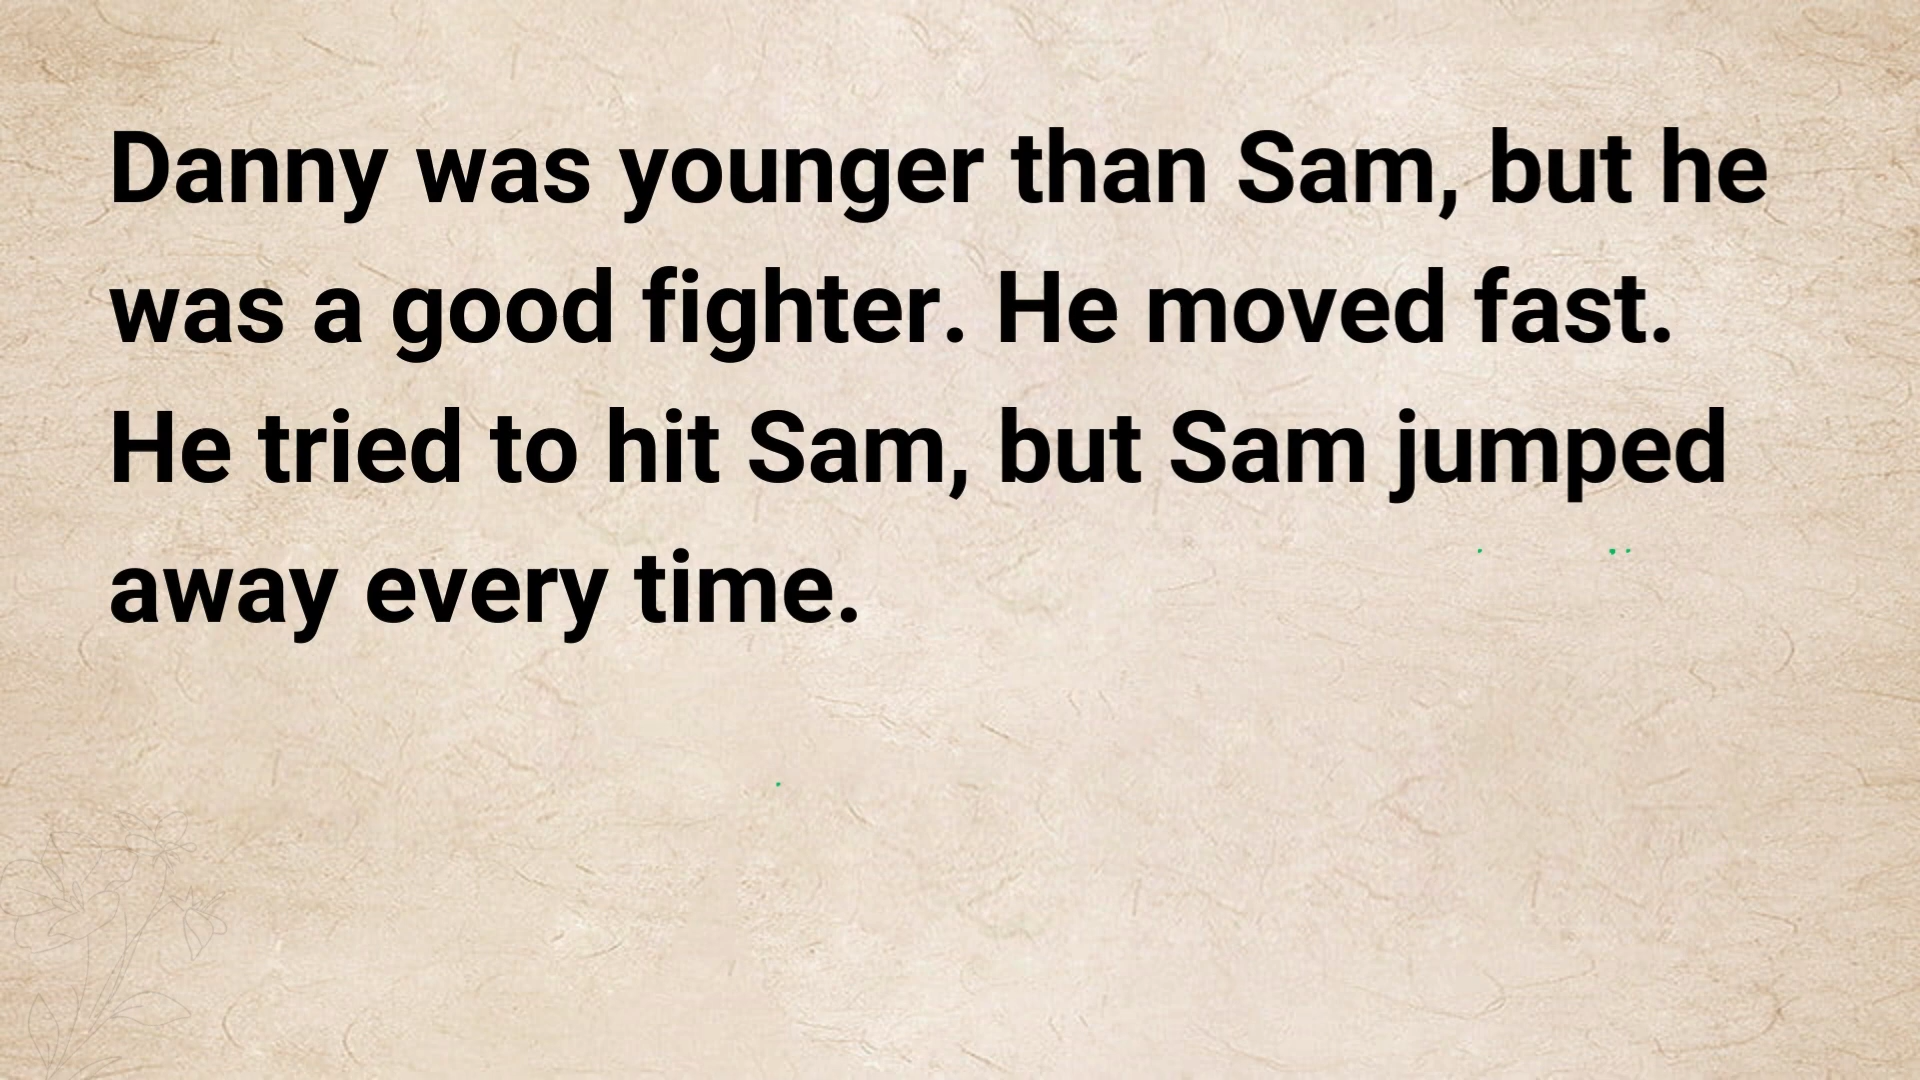 Danny was younger than Sam, but he
was a good fighter. He moved fast.
He tried to hit Sam, but Sam jumped
away every time.